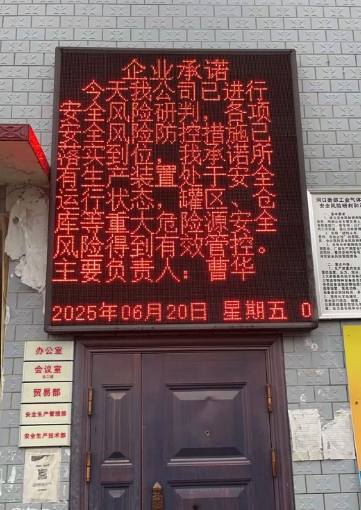 企业承诺
今天我公司已进行
安全风险研判，各项
安全风险防控措施已
落实到位，我承诺所
有生产装置处于安全
运行状态，罐区、仓
库等重大危险源安全
风险得到有效管控。
主要负责人：曹华
2025年06月20日 星期五 0
办公室
会议室
贸易部
安全生产管理部
安全生产技术部